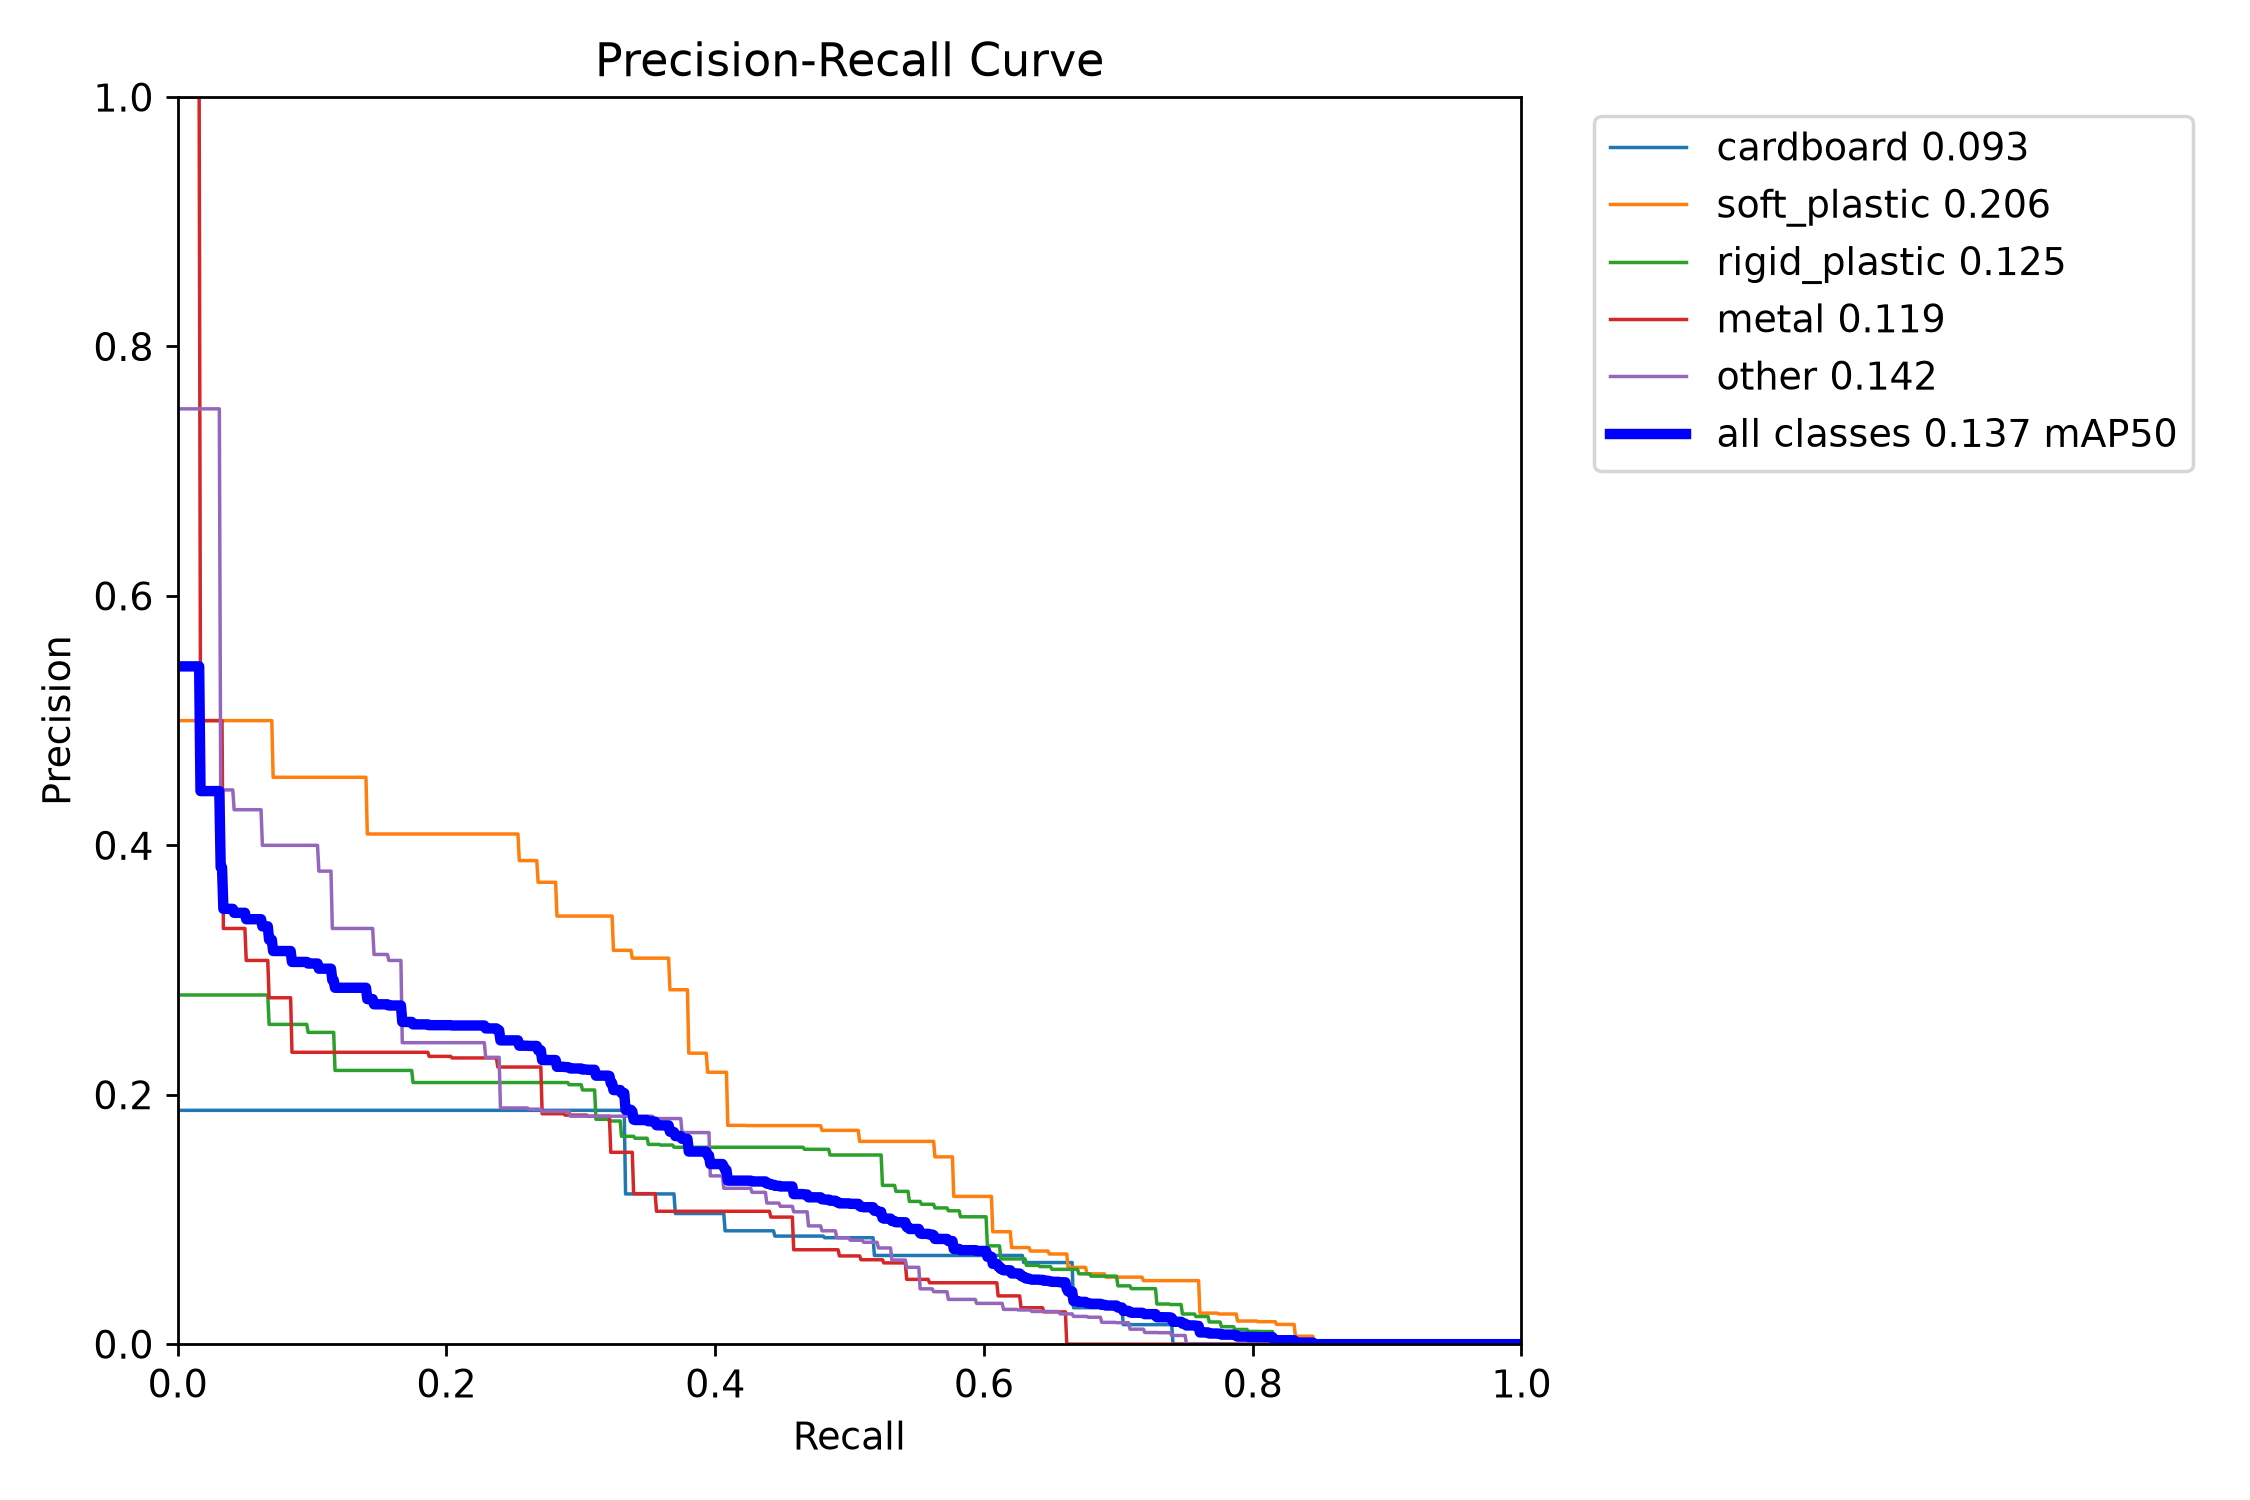 Precision-Recall Curve
1.0
0.8
0.6
0.4
0.2
0.0
Precision
0.0 0.2 0.4 0.6 0.8 1.0
Recall
cardboard 0.093
soft_plastic 0.206
rigid_plastic 0.125
metal 0.119
other 0.142
all classes 0.137 mAP50